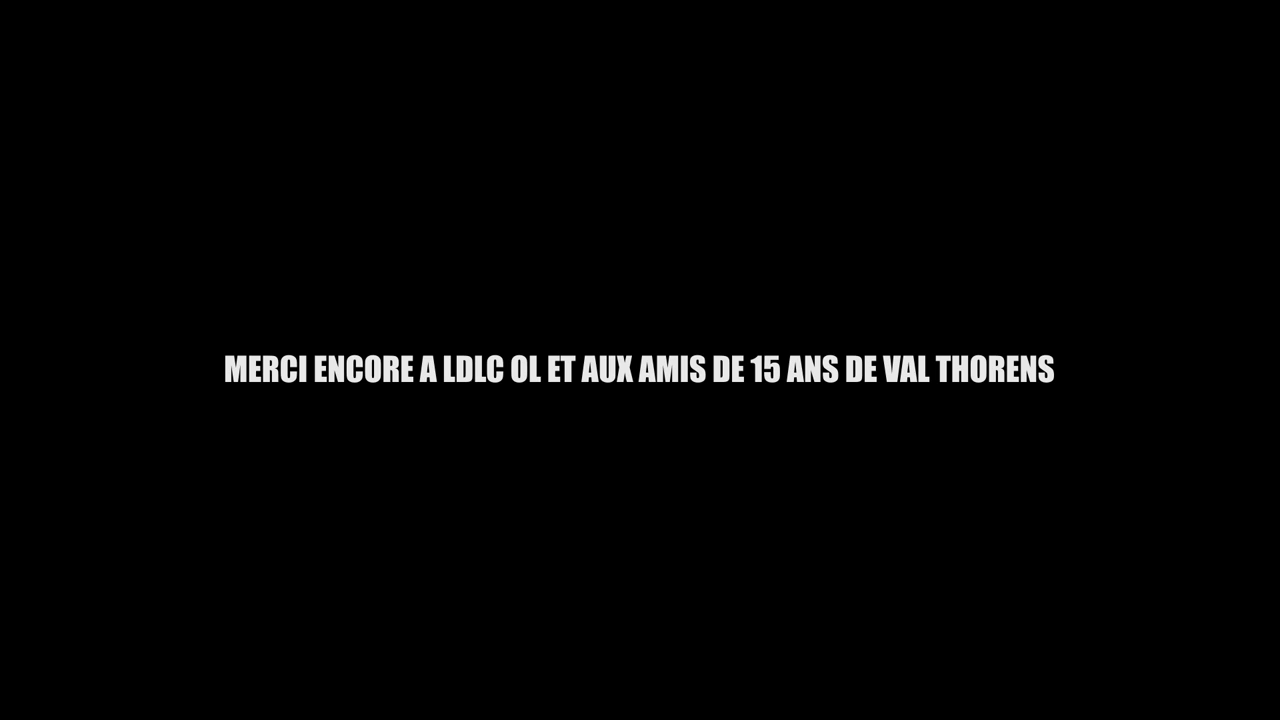 MERCI ENCORE A LDLC OL ET AUX AMIS DE 15 ANS DE VAL THORENS